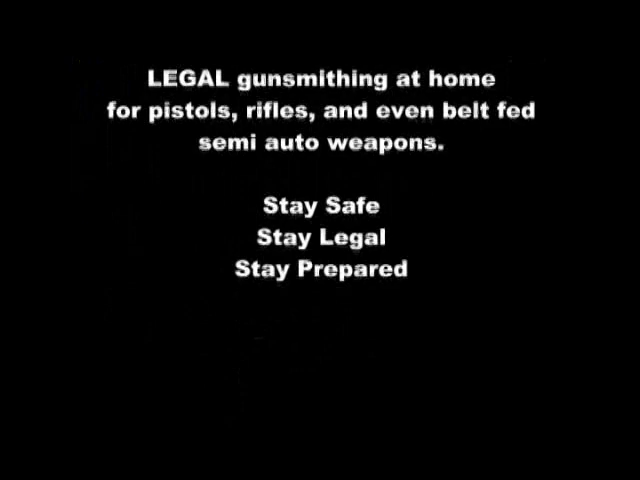 LEGAL gunsmithing at home
for pistols, rifles, and even belt fed
semi auto weapons.
Stay Safe
Stay Legal
Stay Prepared